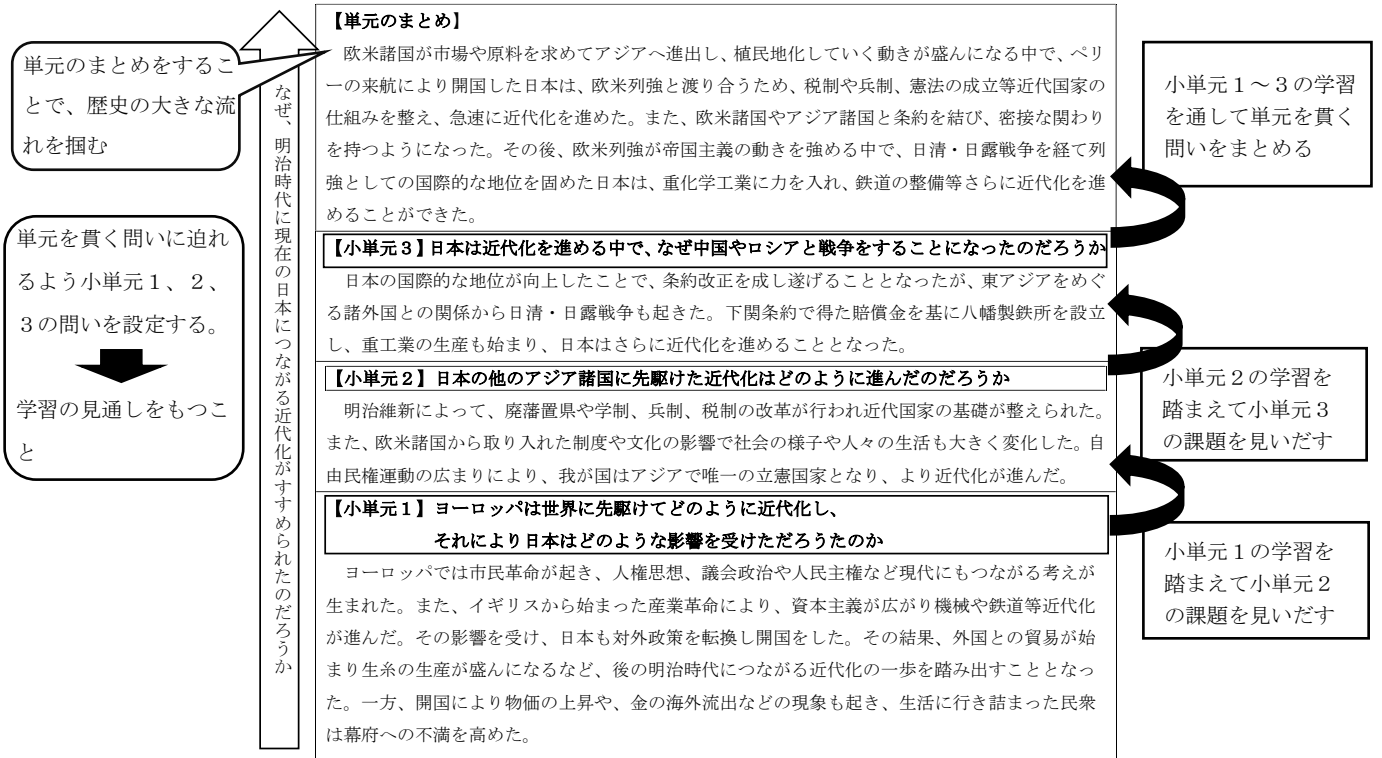 単元のまとめをするこ
とで、歴史の大きな流
れを掴む
単元を貫く問いに迫れ
るよう小単元１、２、
３の問いを設定する。
学習の見通しをもつこ
と
なぜ、明治時代に現在の日本につながる近代化がすすめられたのだろうか
【単元のまとめ】
欧米諸国が市場や原料を求めてアジアへ進出し、植民地化していく動きが盛んになる中で、ペリ
ーの来航により開国した日本は、欧米列強と渡り合うため、税制や兵制、憲法の成立等近代国家の
仕組みを整え、急速に近代化を進めた。また、欧米諸国やアジア諸国と条約を結び、密接な関わり
を持つようになった。その後、欧米列強が帝国主義の動きを強める中で、日清・日露戦争を経て列
強としての国際的な地位を固めた日本は、重化学工業に力を入れ、鉄道の整備等さらに近代化を進
めることができた。
【小単元３】日本は近代化を進める中で、なぜ中国やロシアと戦争をすることになったのだろうか
日本の国際的な地位が向上したことで、条約改正を成し遂げることとなったが、東アジアをめぐ
る諸外国との関係から日清・日露戦争も起きた。下関条約で得た賠償金を基に八幡製鉄所を設立
し、重工業の生産も始まり、日本はさらに近代化を進めることとなった。
【小単元２】日本の他のアジア諸国に先駆けた近代化はどのように進んだのだろうか
明治維新によって、廃藩置県や学制、兵制、税制の改革が行われ近代国家の基礎が整えられた。
また、欧米諸国から取り入れた制度や文化の影響で社会の様子や人々の生活も大きく変化した。自
由民権運動の広まりにより、我が国はアジアで唯一の立憲国家となり、より近代化が進んだ。
【小単元１】ヨーロッパは世界に先駆けてどのように近代化し、
それにより日本はどのような影響を受けただろうたのか
ヨーロッパでは市民革命が起き、人権思想、議会政治や人民主権など現代にもつながる考えが
生まれた。また、イギリスから始まった産業革命により、資本主義が広がり機械や鉄道等近代化
が進んだ。その影響を受け、日本も対外政策を転換し開国をした。その結果、外国との貿易が始
まり生糸の生産が盛んになるなど、後の明治時代につながる近代化の一歩を踏み出すこととなっ
た。一方、開国により物価の上昇や、金の海外流出などの現象も起き、生活に行き詰まった民衆
は幕府への不満を高めた。
小単元１～３の学習
を通して単元を貫く
問いをまとめる
小単元２の学習を
踏まえて小単元３
の課題を見いだす
小単元１の学習を
踏まえて小単元２
の課題を見いだす